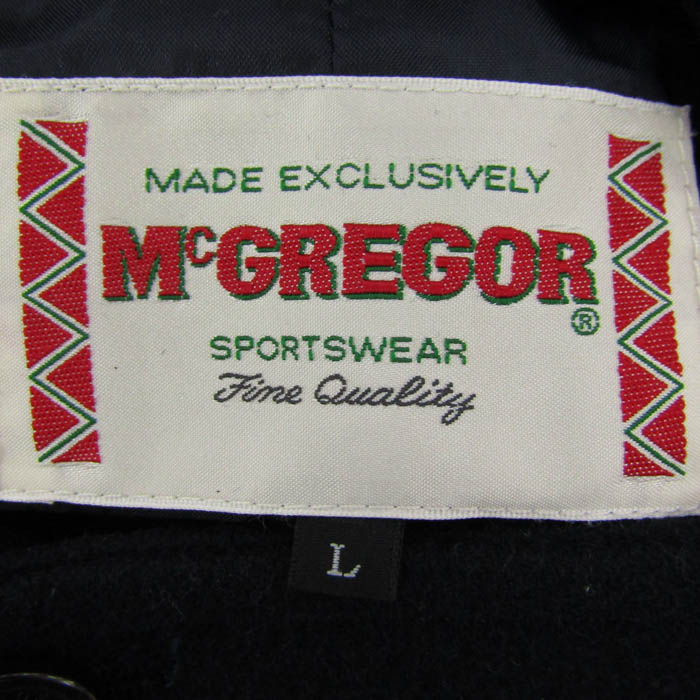 MADE EXCLUSIVELY
McGREGOR®
SPORTSWEAR
Fine Quality
L